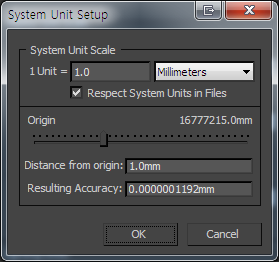 System Unit Setup
System Unit Scale
1 Unit = 1.0 Millimeters
Respect System Units in Files
Origin 16777215.0mm
Distance from origin: 1.0mm
Resulting Accuracy: 0.0000001192mm
OK Cancel